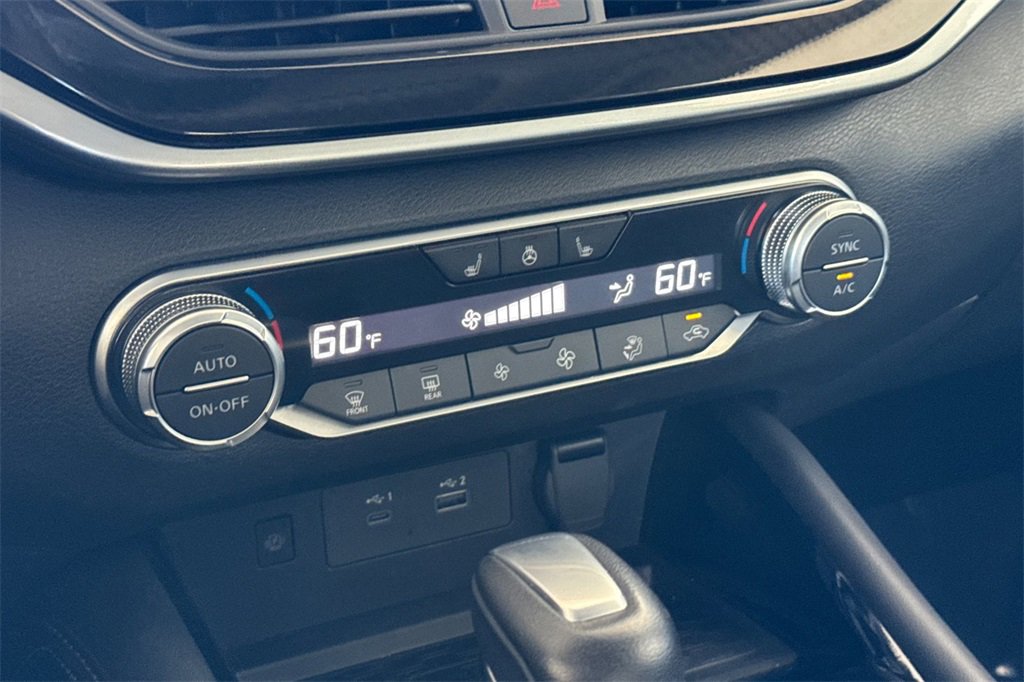 SYNC
A/C
60°F
60°F
AUTO
ON·OFF
FRONT
REAR
1
2